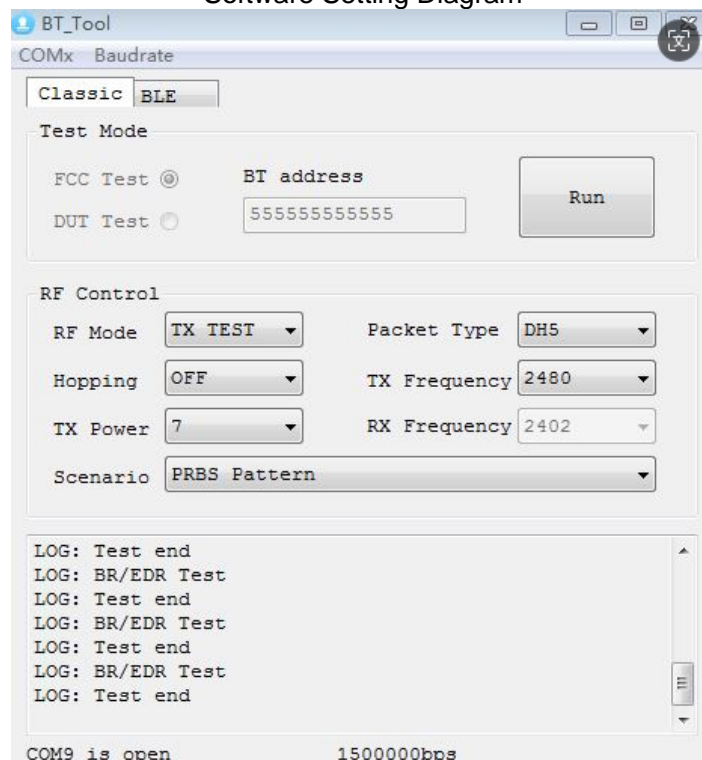 Software Setting Diagram
BT_Tool
COMx Baudrate
Classic BLE
Test Mode
FCC Test BT address
DUT Test 555555555555 Run
RF Control
RF Mode TX TEST Packet Type DH5
Hopping OFF TX Frequency 2480
TX Power 7 RX Frequency 2402
Scenario PRBS Pattern
LOG: Test end
LOG: BR/EDR Test
LOG: Test end
LOG: BR/EDR Test
LOG: Test end
LOG: BR/EDR Test
LOG: Test end
COM9 is open 1500000bps